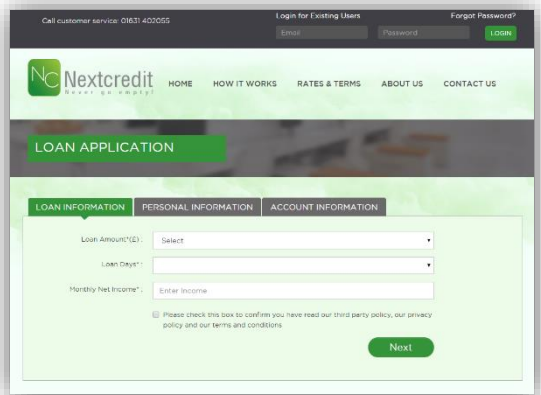 Call customer service: 01631 402055
Login for Existing Users
Forgot Password?
Email
Password
LOGIN
NC Nextcredit
Never go empty!
HOME
HOW IT WORKS
RATES & TERMS
ABOUT US
CONTACT US
LOAN APPLICATION
LOAN INFORMATION
PERSONAL INFORMATION
ACCOUNT INFORMATION
Loan Amount*(£) :
Select
Loan Days* :
Monthly Net Income* :
Enter Income
Please check this box to confirm you have read our third party policy, our privacy
policy and our terms and conditions
Next